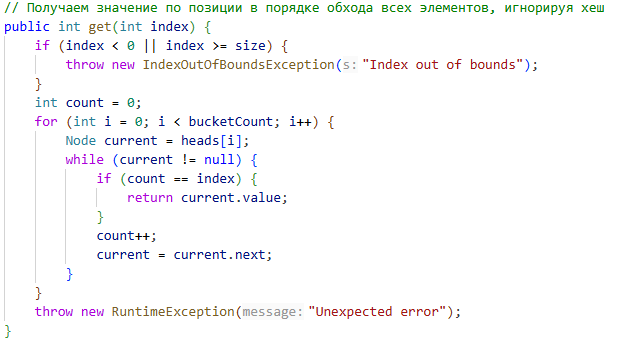 // Получаем значение по позиции в порядке обхода всех элементов, игнорируя хеш
public int get(int index) {
    if (index < 0 || index >= size) {
        throw new IndexOutOfBoundsException(s: "Index out of bounds");
    }
    int count = 0;
    for (int i = 0; i < bucketCount; i++) {
        Node current = heads[i];
        while (current != null) {
            if (count == index) {
                return current.value;
            }
            count++;
            current = current.next;
        }
    }
    throw new RuntimeException(message: "Unexpected error");
}